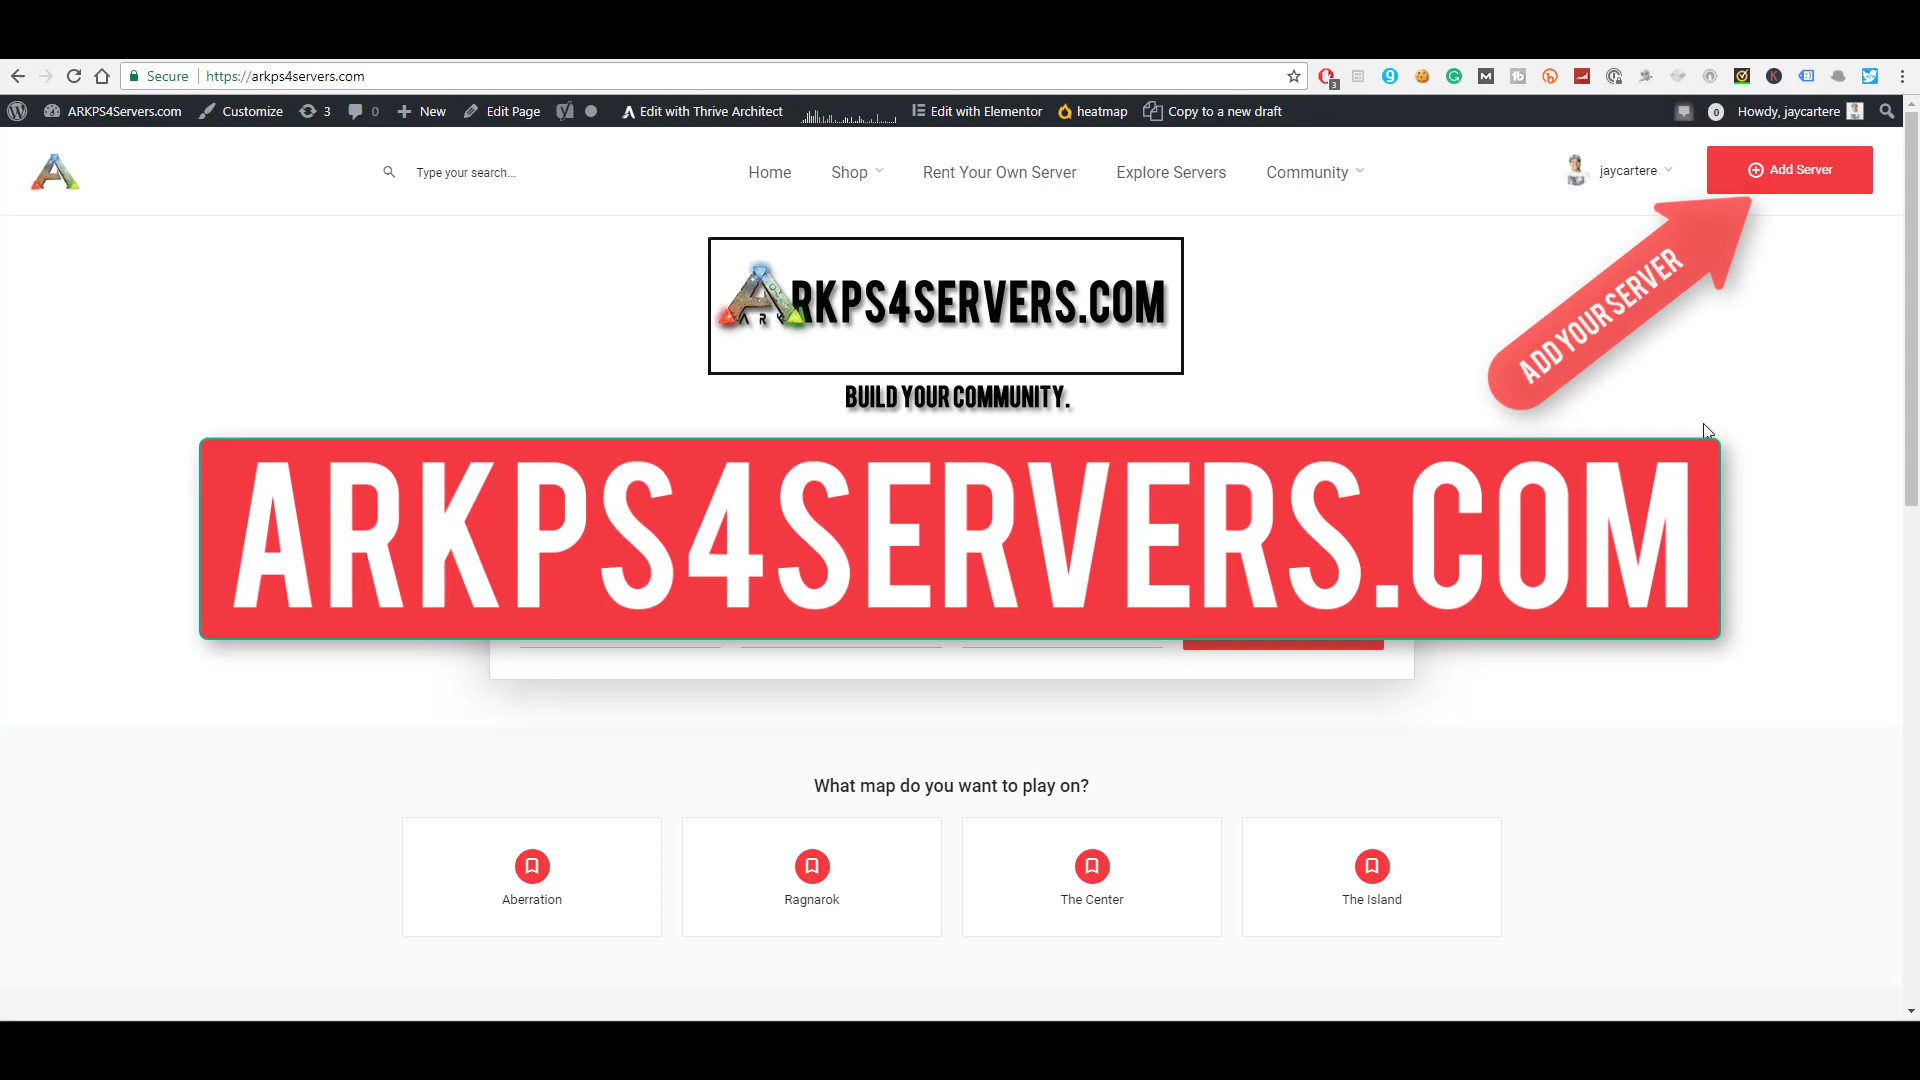 Secure https://arkps4servers.com
3
ARKPS4Servers.com Customize 3 0 New Edit Page Edit with Thrive Architect Edit with Elementor heatmap Copy to a new draft 0 Howdy, jaycartere
Type your search... Home Shop Rent Your Own Server Explore Servers Community jaycartere Add Server
ADD YOUR SERVER
ARKPS4SERVERS.COM
ARK
BUILD YOUR COMMUNITY.
ARKPS4SERVERS.COM
What map do you want to play on?
Aberration Ragnarok The Center The Island